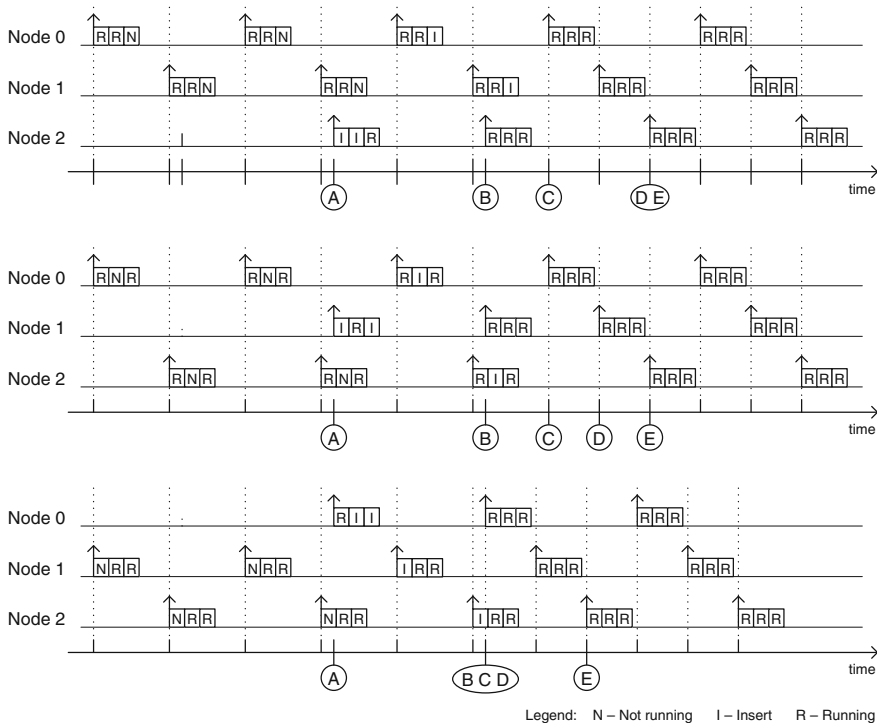 Node 0 RRN RRN RRI RRR RRR
Node 1 RRN RRN RRI RRR RRR
Node 2 I IIR RRR RRR RRR
time
A B C D E
Node 0 RNR RNR RIR RRR RRR
Node 1 IRI RRR RRR RRR
Node 2 RNR RNR RIR RRR RRR
time
A B C D E
Node 0 RII RRR RRR
Node 1 NRR NRR IRR RRR RRR
Node 2 NRR NRR IRR RRR RRR
time
A B C D E
Legend: N – Not running I – Insert R – Running